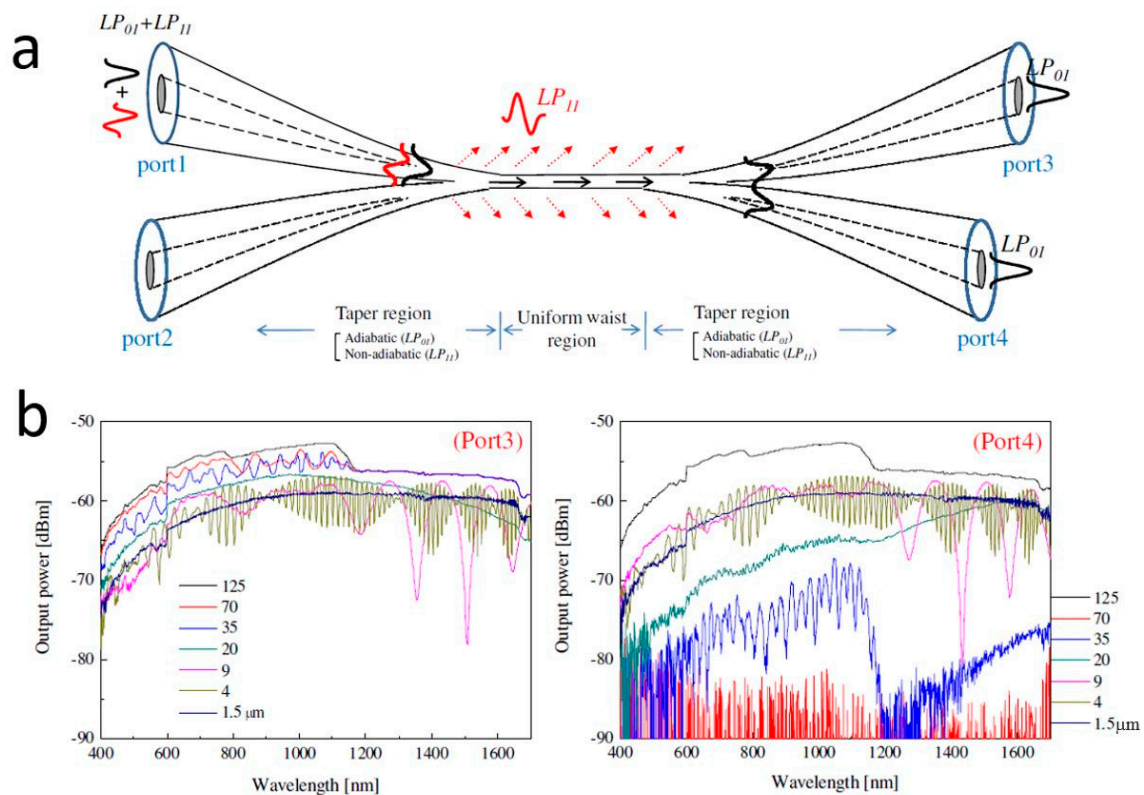 a
LP01+LP11
+
port1
port2
LP11
LP01
port3
LP01
port4
Taper region
Adiabatic (LP01)
Non-adiabatic (LP11)
Uniform waist
region
Taper region
Adiabatic (LP01)
Non-adiabatic (LP11)
b
(Port3)
Output power [dBm]
-50
-60
-70
-80
-90
125
70
35
20
9
4
1.5 μm
400 600 800 1000 1200 1400 1600
Wavelength [nm]
(Port4)
Output power [dBm]
-50
-60
-70
-80
-90
125
70
35
20
9
4
1.5μm
400 600 800 1000 1200 1400 1600
Wavelength [nm]